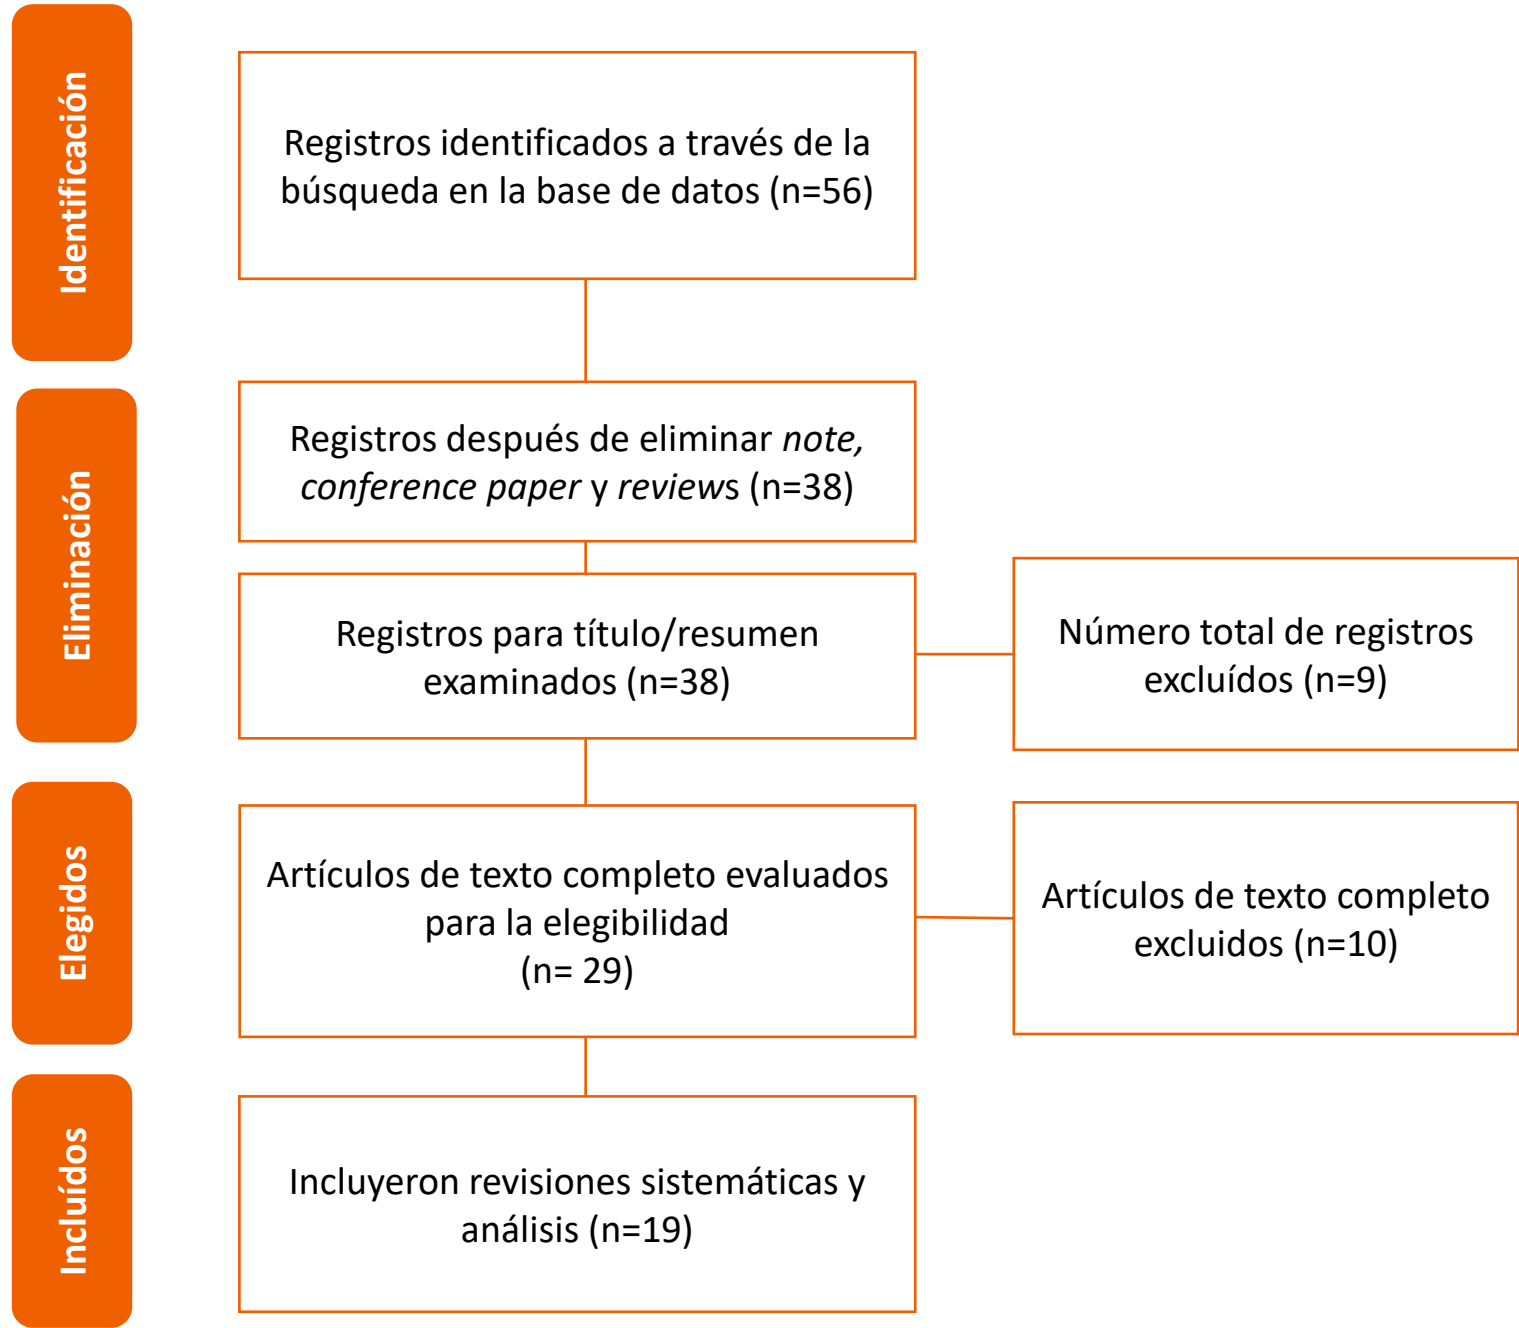 Identificación
Registros identificados a través de la
búsqueda en la base de datos (n=56)
Eliminación
Registros después de eliminar note,
conference paper y reviews (n=38)
Registros para título/resumen
examinados (n=38)
Número total de registros
excluídos (n=9)
Elegidos
Artículos de texto completo evaluados
para la elegibilidad
(n= 29)
Artículos de texto completo
excluidos (n=10)
Incluídos
Incluyeron revisiones sistemáticas y
análisis (n=19)